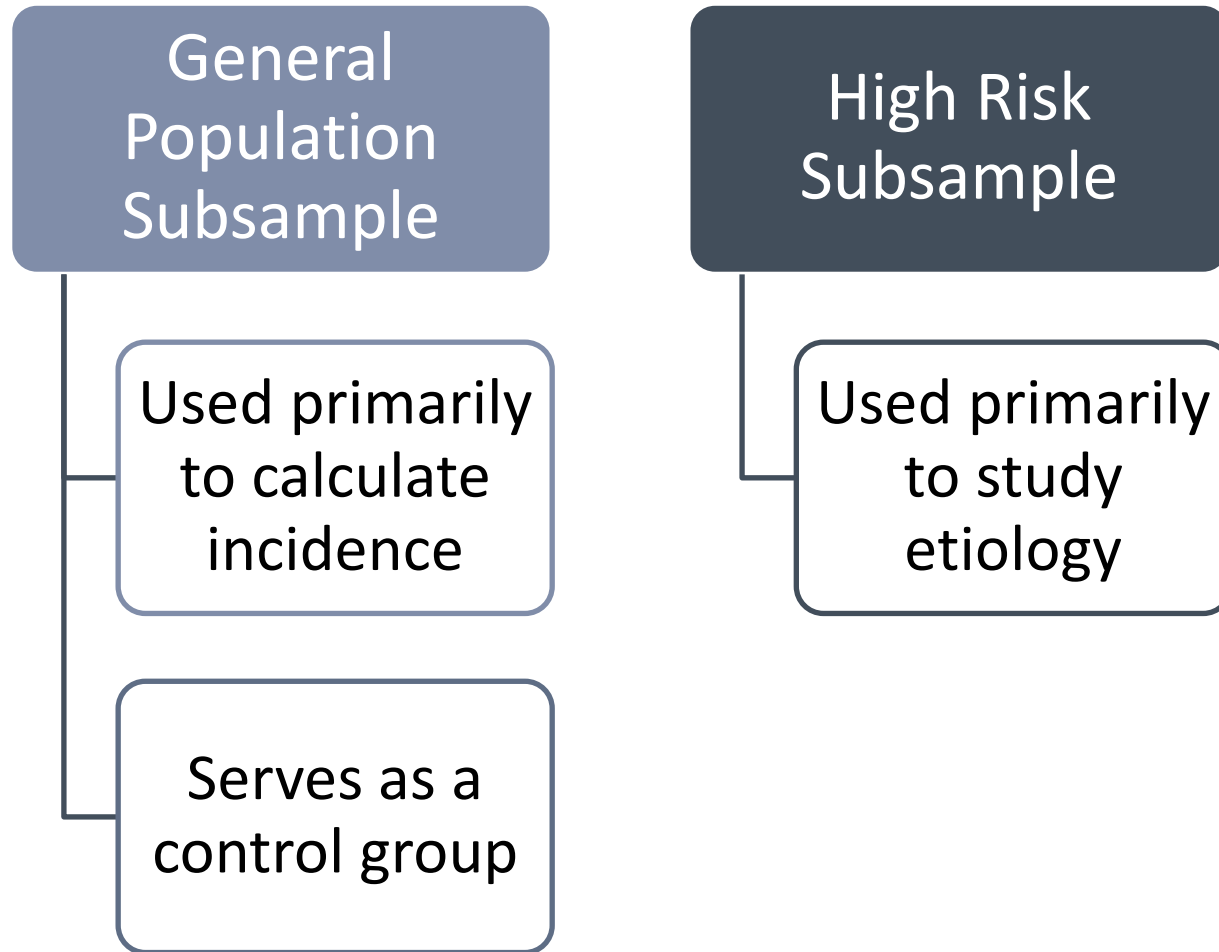 General
Population
Subsample
Used primarily
to calculate
incidence
Serves as a
control group
High Risk
Subsample
Used primarily
to study
etiology